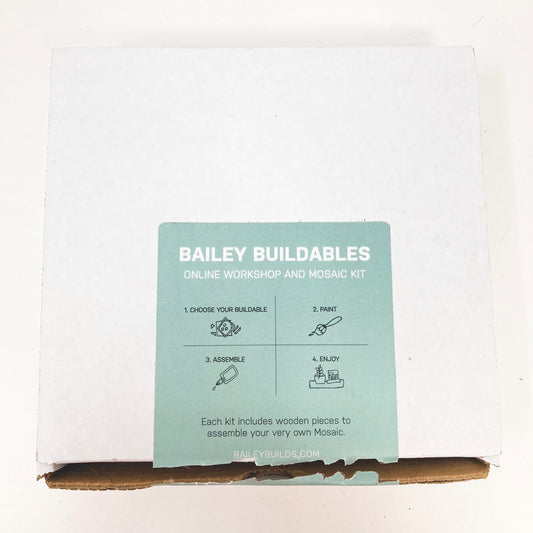 BAILEY BUILDABLES
ONLINE WORKSHOP AND MOSAIC KIT
1. CHOOSE YOUR BUILDABLE
2. PAINT
3. ASSEMBLE
4. ENJOY
Each kit includes wooden pieces to
assemble your very own Mosaic.
BAILEYBUILDS.COM